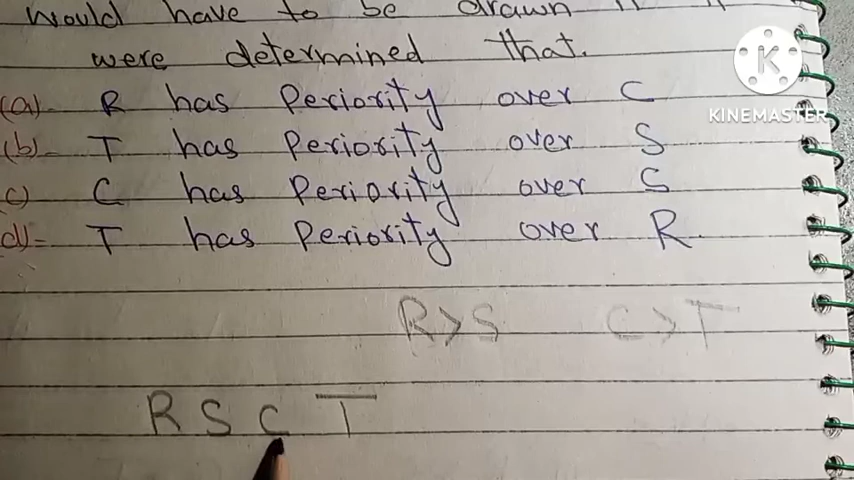 would have to be drawn
were determined that.
(a) R has Periority over C
(b) T has Periority over S
c) C has Periority over S
d) T has Periority over R.
R>S C>T
R S C T
K
KINEMASTER